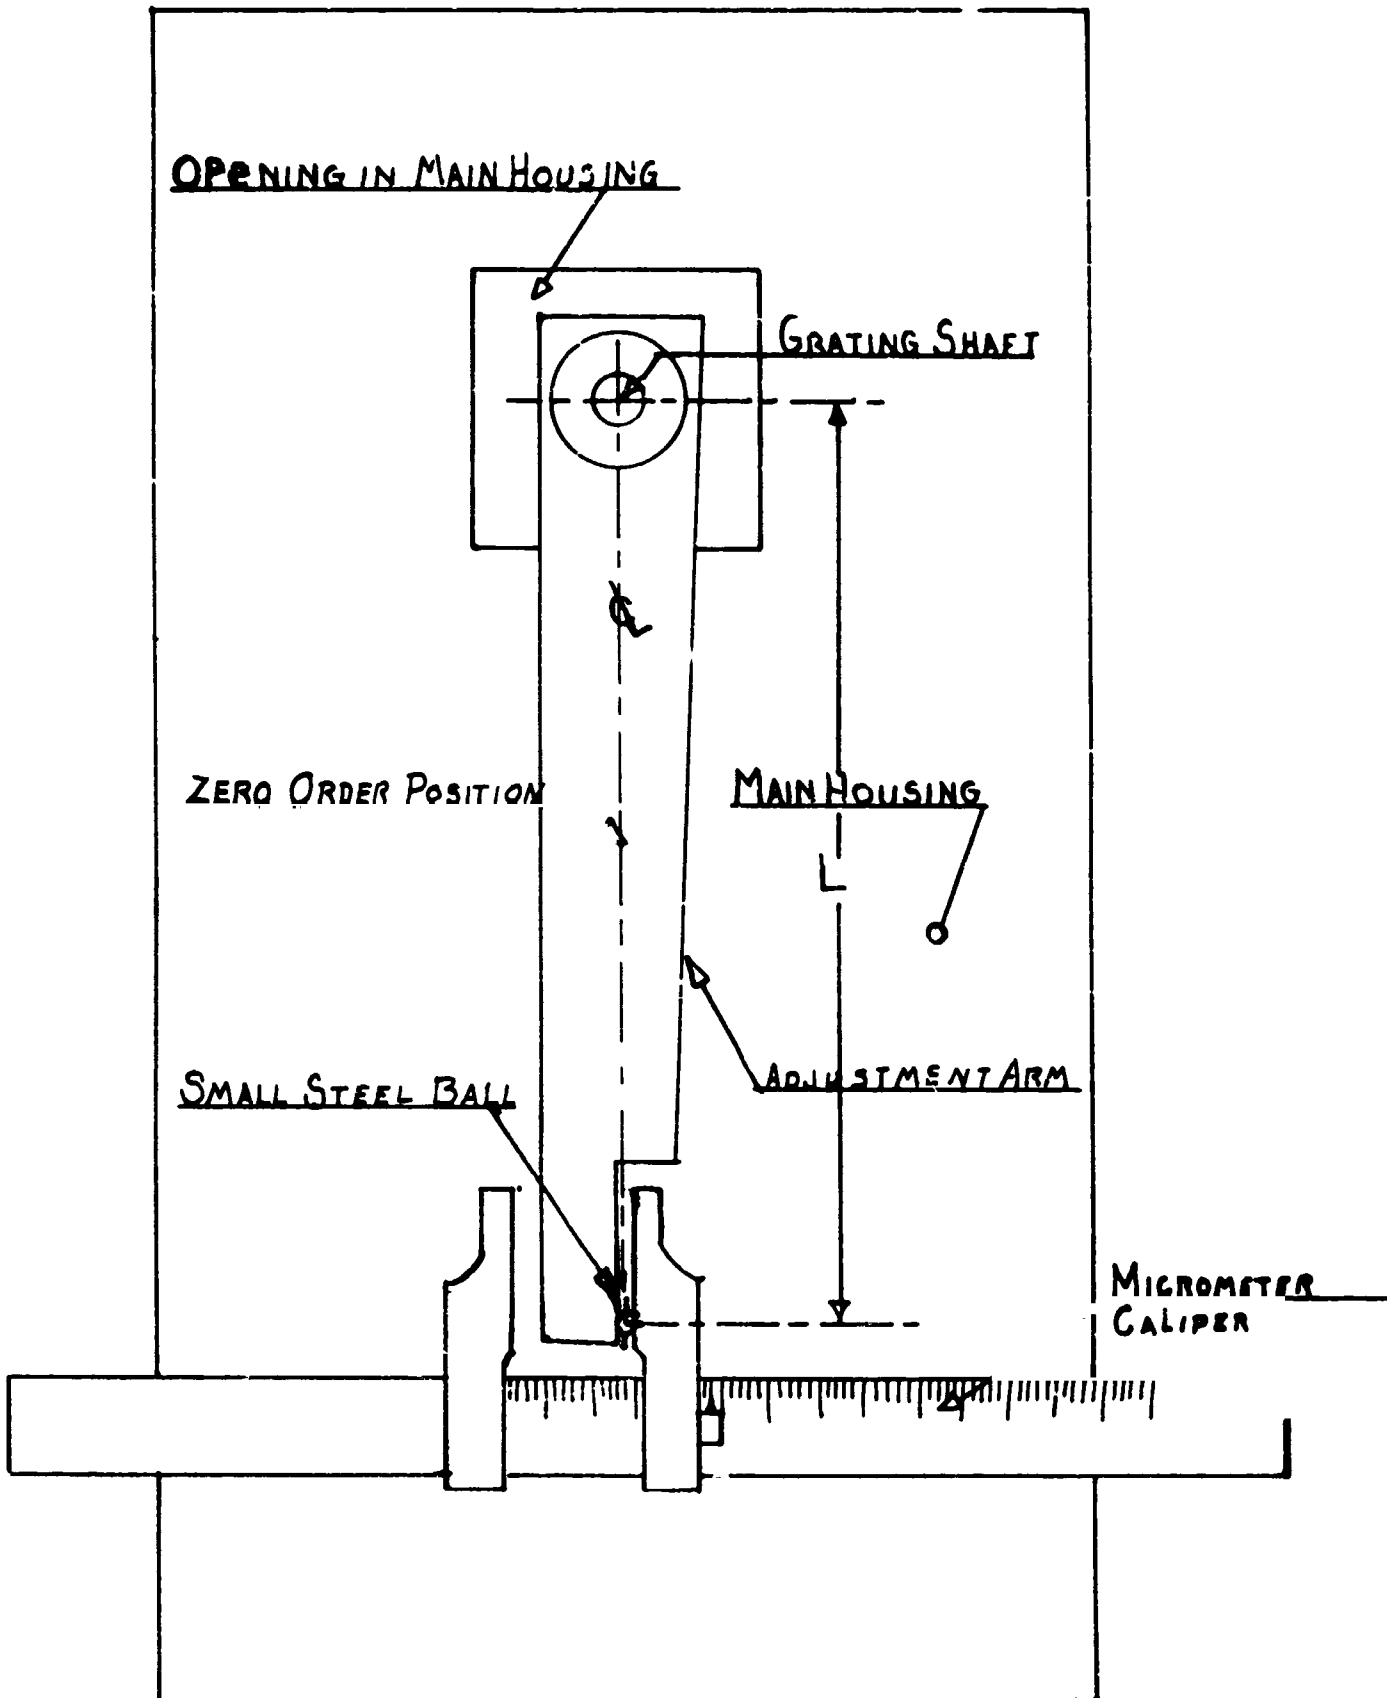 OPENING IN MAIN HOUSING
GRATING SHAFT
℄
ZERO ORDER POSITION
MAIN HOUSING
L
ADJUSTMENT ARM
SMALL STEEL BALL
MICROMETER
CALIPER